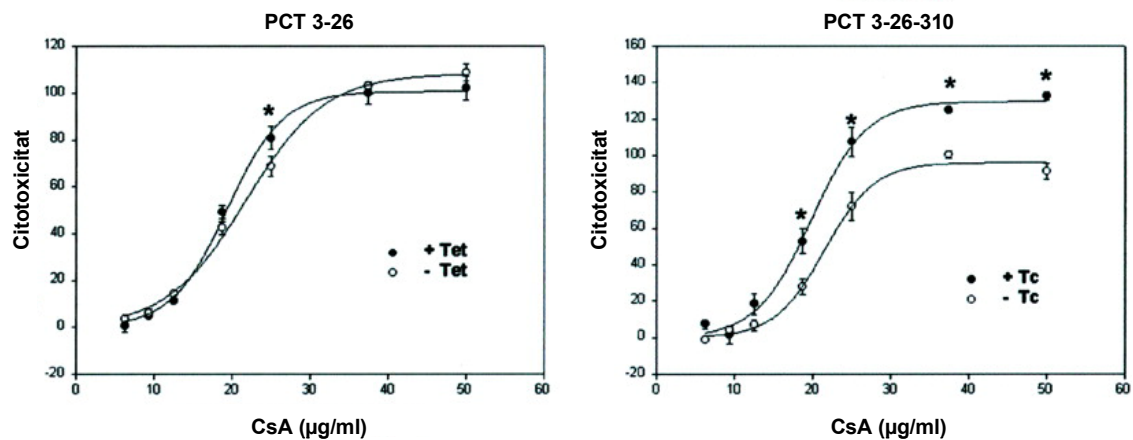 PCT 3-26
120
100
80
60
40
20
0
-20
Citotoxicitat
*
+ Tet
- Tet
0 10 20 30 40 50 60
CsA (µg/ml)
PCT 3-26-310
160
140
120
100
80
60
40
20
0
-20
Citotoxicitat
* * * *
+ Tc
- Tc
0 10 20 30 40 50 60
CsA (µg/ml)